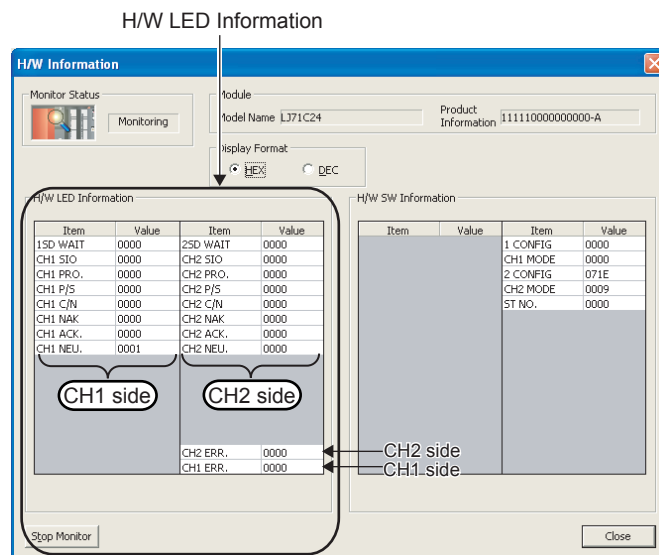 H/W LED Information
H/W Information
Monitor Status
Monitoring
Module
Model Name LJ71C24
Product Information 111110000000000-A
Display Format
HEX DEC
H/W LED Information
Item Value Item Value
1SD WAIT 0000 2SD WAIT 0000
CH1 SIO 0000 CH2 SIO 0000
CH1 PRO. 0000 CH2 PRO. 0000
CH1 P/S 0000 CH2 P/S 0000
CH1 C/N 0000 CH2 C/N 0000
CH1 NAK 0000 CH2 NAK 0000
CH1 ACK. 0000 CH2 ACK. 0000
CH1 NEU. 0001 CH2 NEU. 0000
CH1 side CH2 side
CH2 ERR. 0000 CH2 side
CH1 ERR. 0000 CH1 side
H/W SW Information
Item Value Item Value
1 CONFIG 0000
CH1 MODE 0000
2 CONFIG 071E
CH2 MODE 0009
ST NO. 0000
Stop Monitor
Close